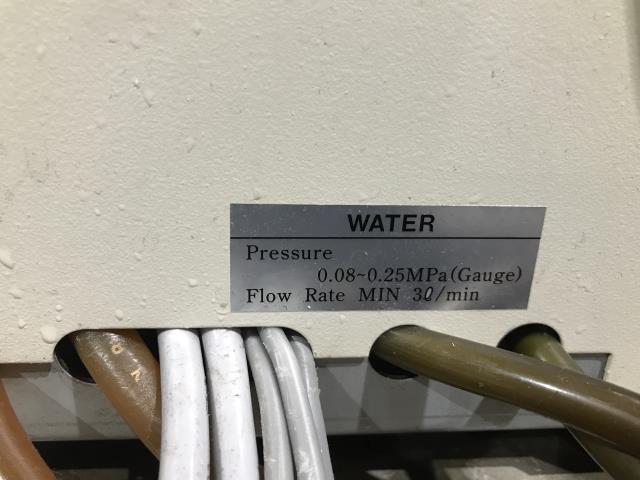 WATER
Pressure
0.08~0.25MPa(Gauge)
Flow Rate MIN 3ℓ/min